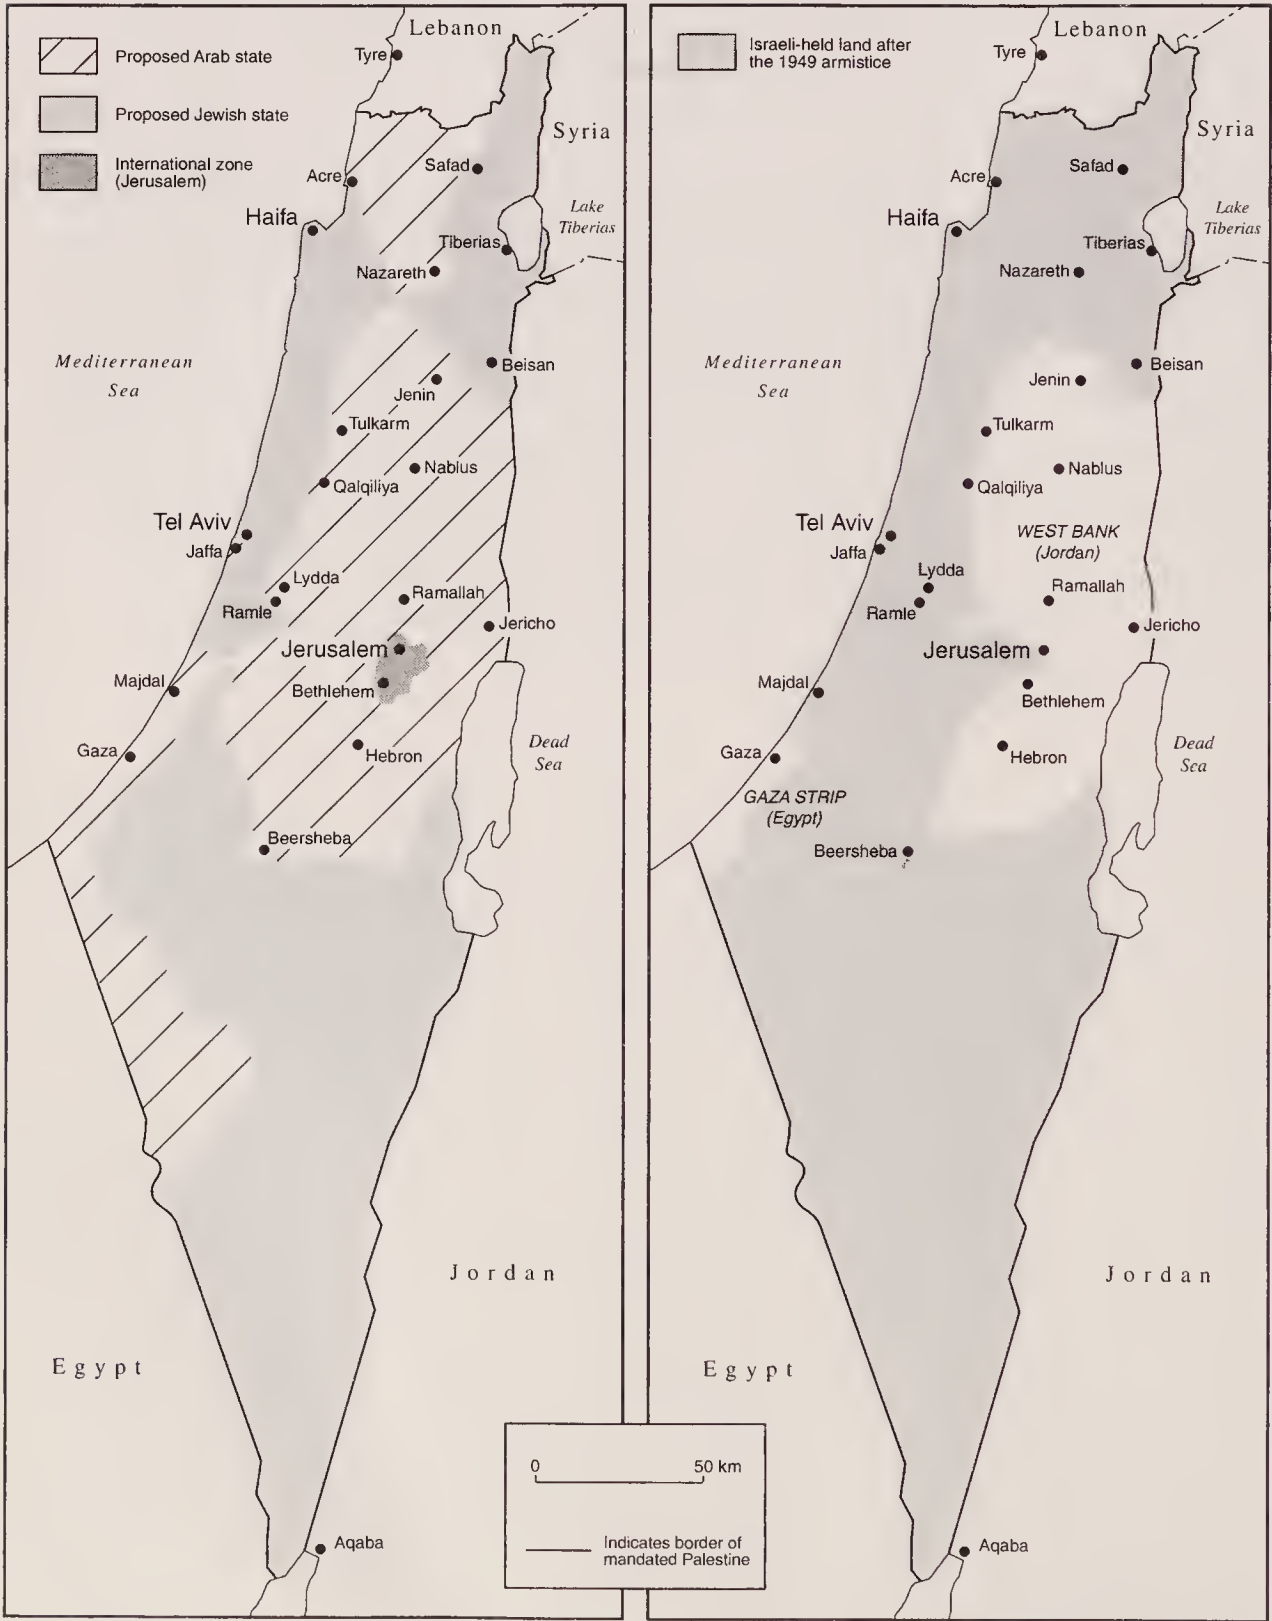 Proposed Arab state
Proposed Jewish state
International zone
(Jerusalem)
Lebanon
Tyre
Syria
Safad
Acre
Haifa
Lake
Tiberias
Tiberias
Nazareth
Mediterranean
Sea
Beisan
Jenin
Tulkarm
Nablus
Qalqiliya
Tel Aviv
Jaffa
Lydda
Ramle
Ramallah
Jericho
Jerusalem
Bethlehem
Majdal
Gaza
Hebron
Dead
Sea
Beersheba
Jordan
Egypt
Aqaba
Israeli-held land after
the 1949 armistice
Lebanon
Tyre
Syria
Safad
Acre
Haifa
Lake
Tiberias
Tiberias
Nazareth
Mediterranean
Sea
Beisan
Jenin
Tulkarm
Nablus
Qalqiliya
Tel Aviv
Jaffa
WEST BANK
(Jordan)
Lydda
Ramle
Ramallah
Jericho
Jerusalem
Bethlehem
Majdal
Gaza
Hebron
Dead
Sea
GAZA STRIP
(Egypt)
Beersheba
Jordan
Egypt
Aqaba
0 50 km
Indicates border of
mandated Palestine